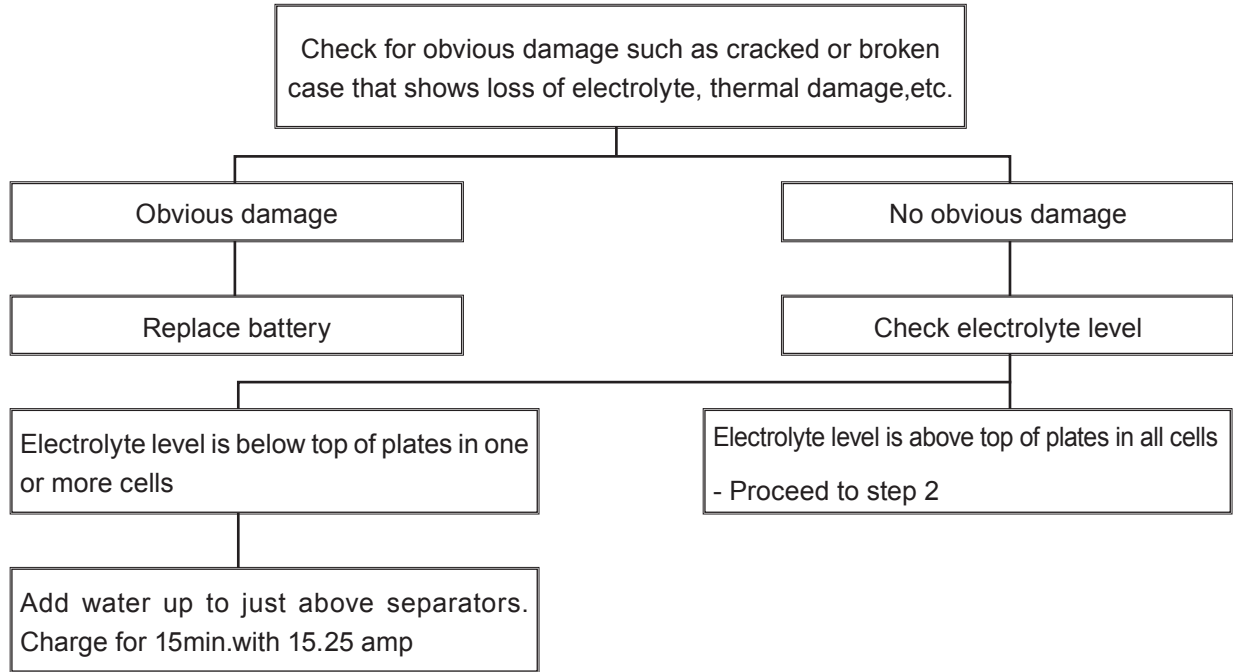 Check for obvious damage such as cracked or broken
case that shows loss of electrolyte, thermal damage,etc.
Obvious damage
No obvious damage
Replace battery
Check electrolyte level
Electrolyte level is below top of plates in one
or more cells
Electrolyte level is above top of plates in all cells
- Proceed to step 2
Add water up to just above separators.
Charge for 15min.with 15.25 amp